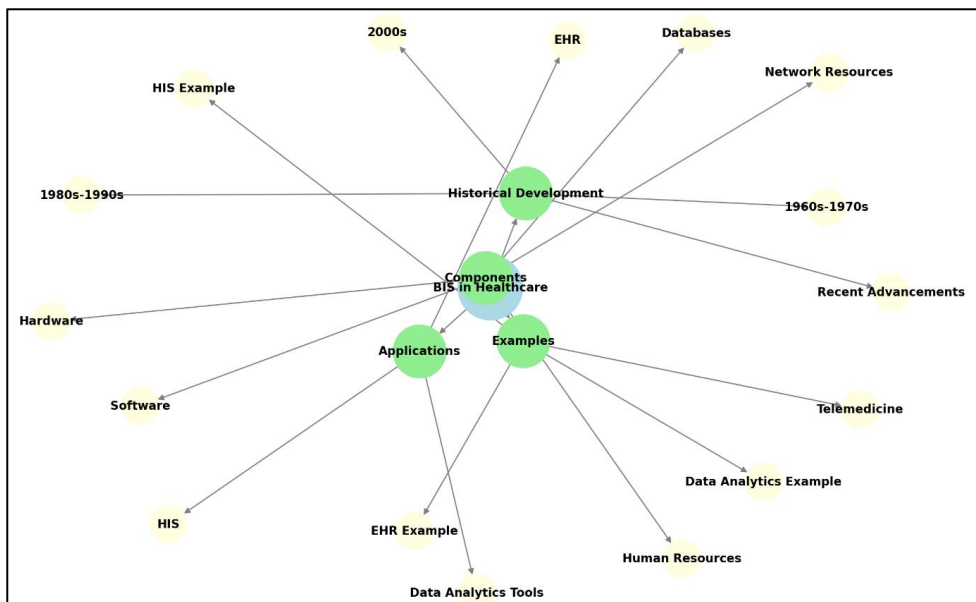 2000s
EHR
Databases
Network Resources
HIS Example
1980s-1990s
Historical Development
1960s-1970s
Components
BIS in Healthcare
Recent Advancements
Hardware
Applications
Examples
Software
Telemedicine
Data Analytics Example
HIS
EHR Example
Human Resources
Data Analytics Tools